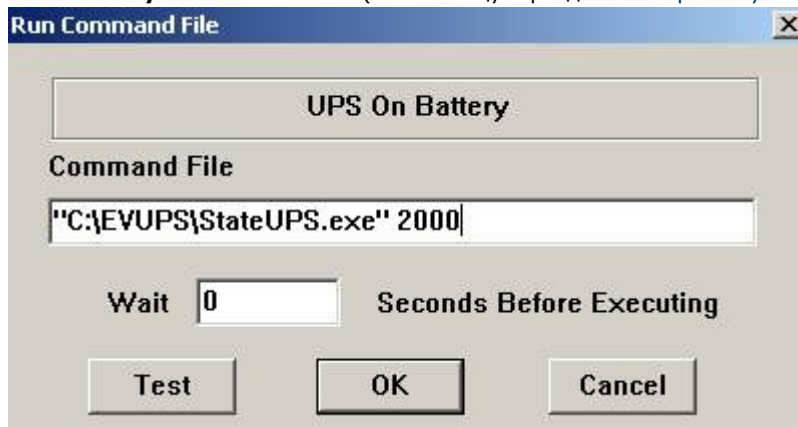 Run Command File
UPS On Battery
Command File
"C:\EVUPS\StateUPS.exe" 2000
Wait 0 Seconds Before Executing
Test OK Cancel